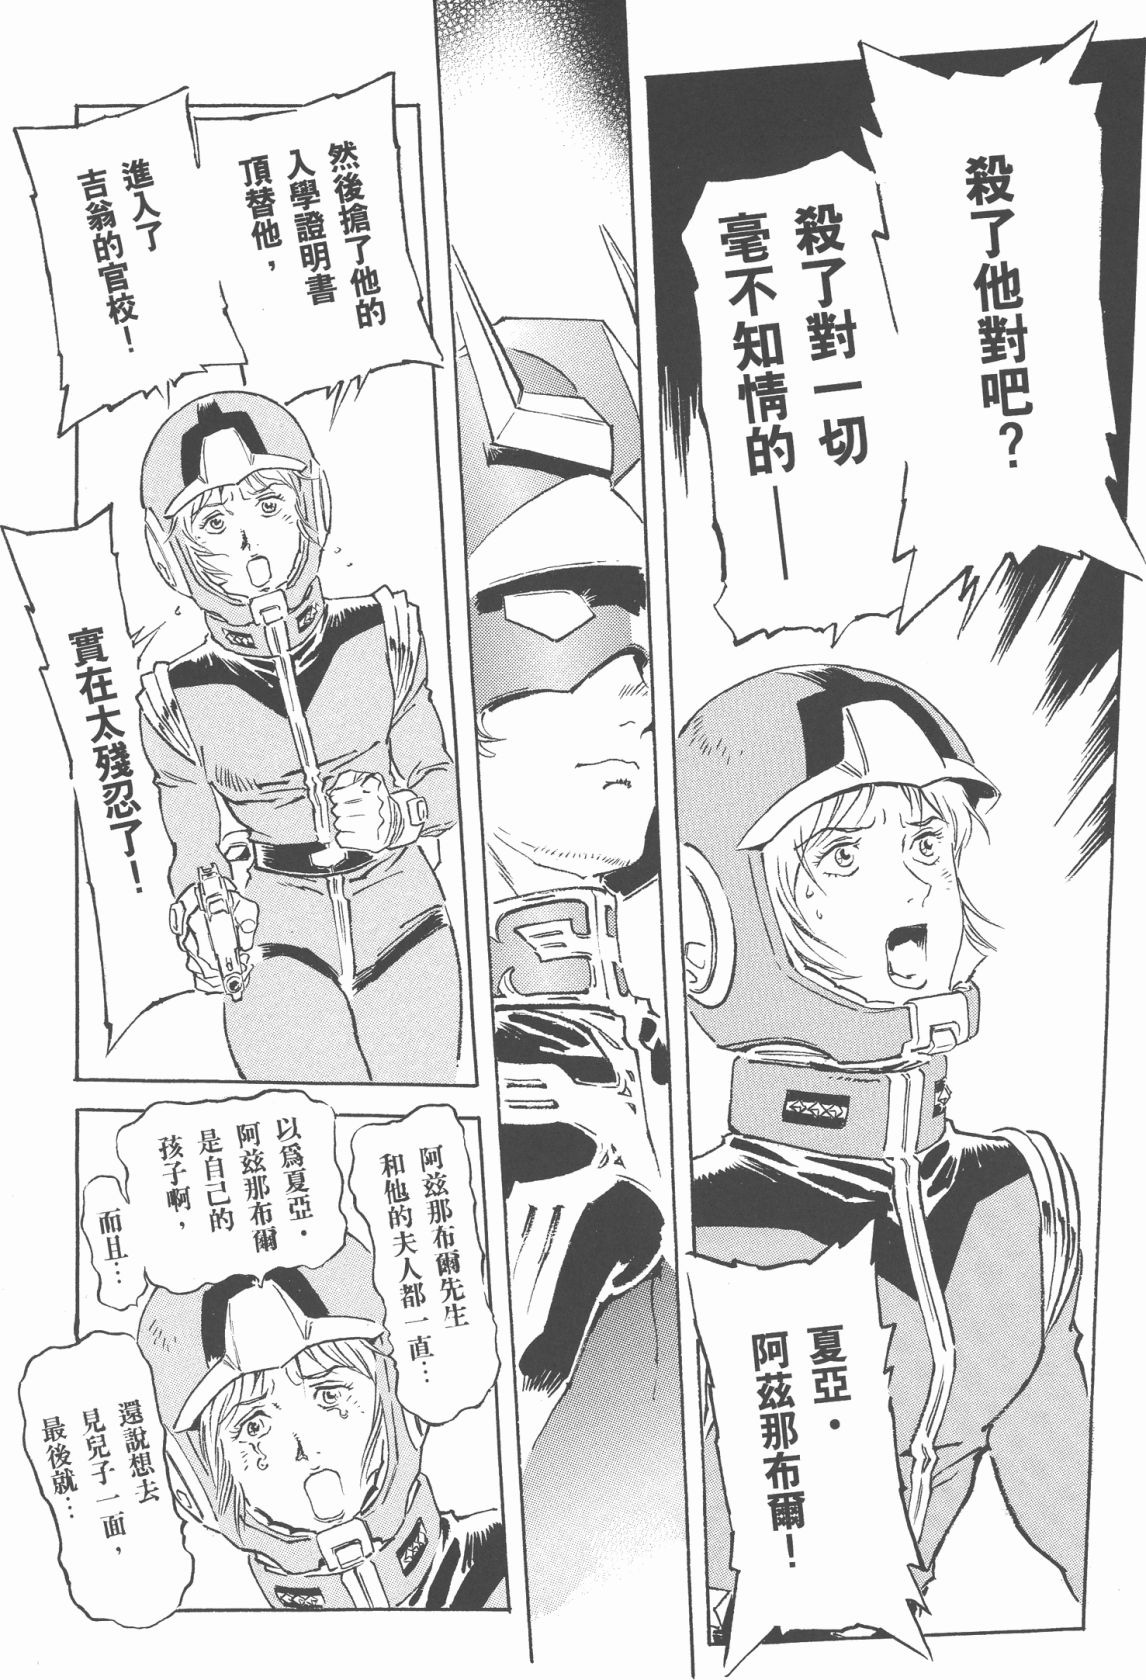 殺了他對吧？
殺了對一切
毫不知情的——
夏亞・
阿茲那布爾！
然後搶了他的
入學證明書
頂替他，
進入了
吉翁的官校！
實在太殘忍了！
阿茲那布爾先生
和他的夫人都一直…
以為夏亞・
阿茲那布爾
是自己的
孩子啊，
而且…
還說想去
見兒子一面，
最後就…